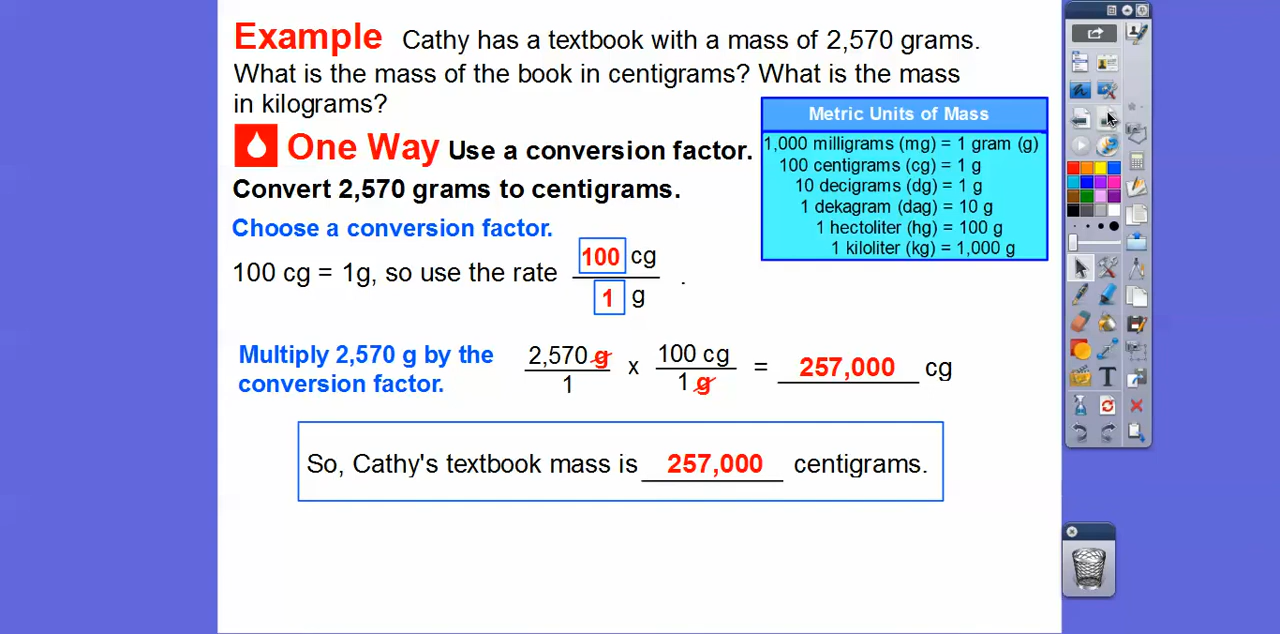 Example Cathy has a textbook with a mass of 2,570 grams.
What is the mass of the book in centigrams? What is the mass
in kilograms?
Metric Units of Mass
1,000 milligrams (mg) = 1 gram (g)
100 centigrams (cg) = 1 g
10 decigrams (dg) = 1 g
1 dekagram (dag) = 10 g
1 hectoliter (hg) = 100 g
1 kiloliter (kg) = 1,000 g
One Way Use a conversion factor.
Convert 2,570 grams to centigrams.
Choose a conversion factor.
100 cg = 1g, so use the rate 100 cg / 1 g .
Multiply 2,570 g by the
conversion factor.
2,570 g / 1 x 100 cg / 1 g = 257,000 cg
So, Cathy's textbook mass is 257,000 centigrams.